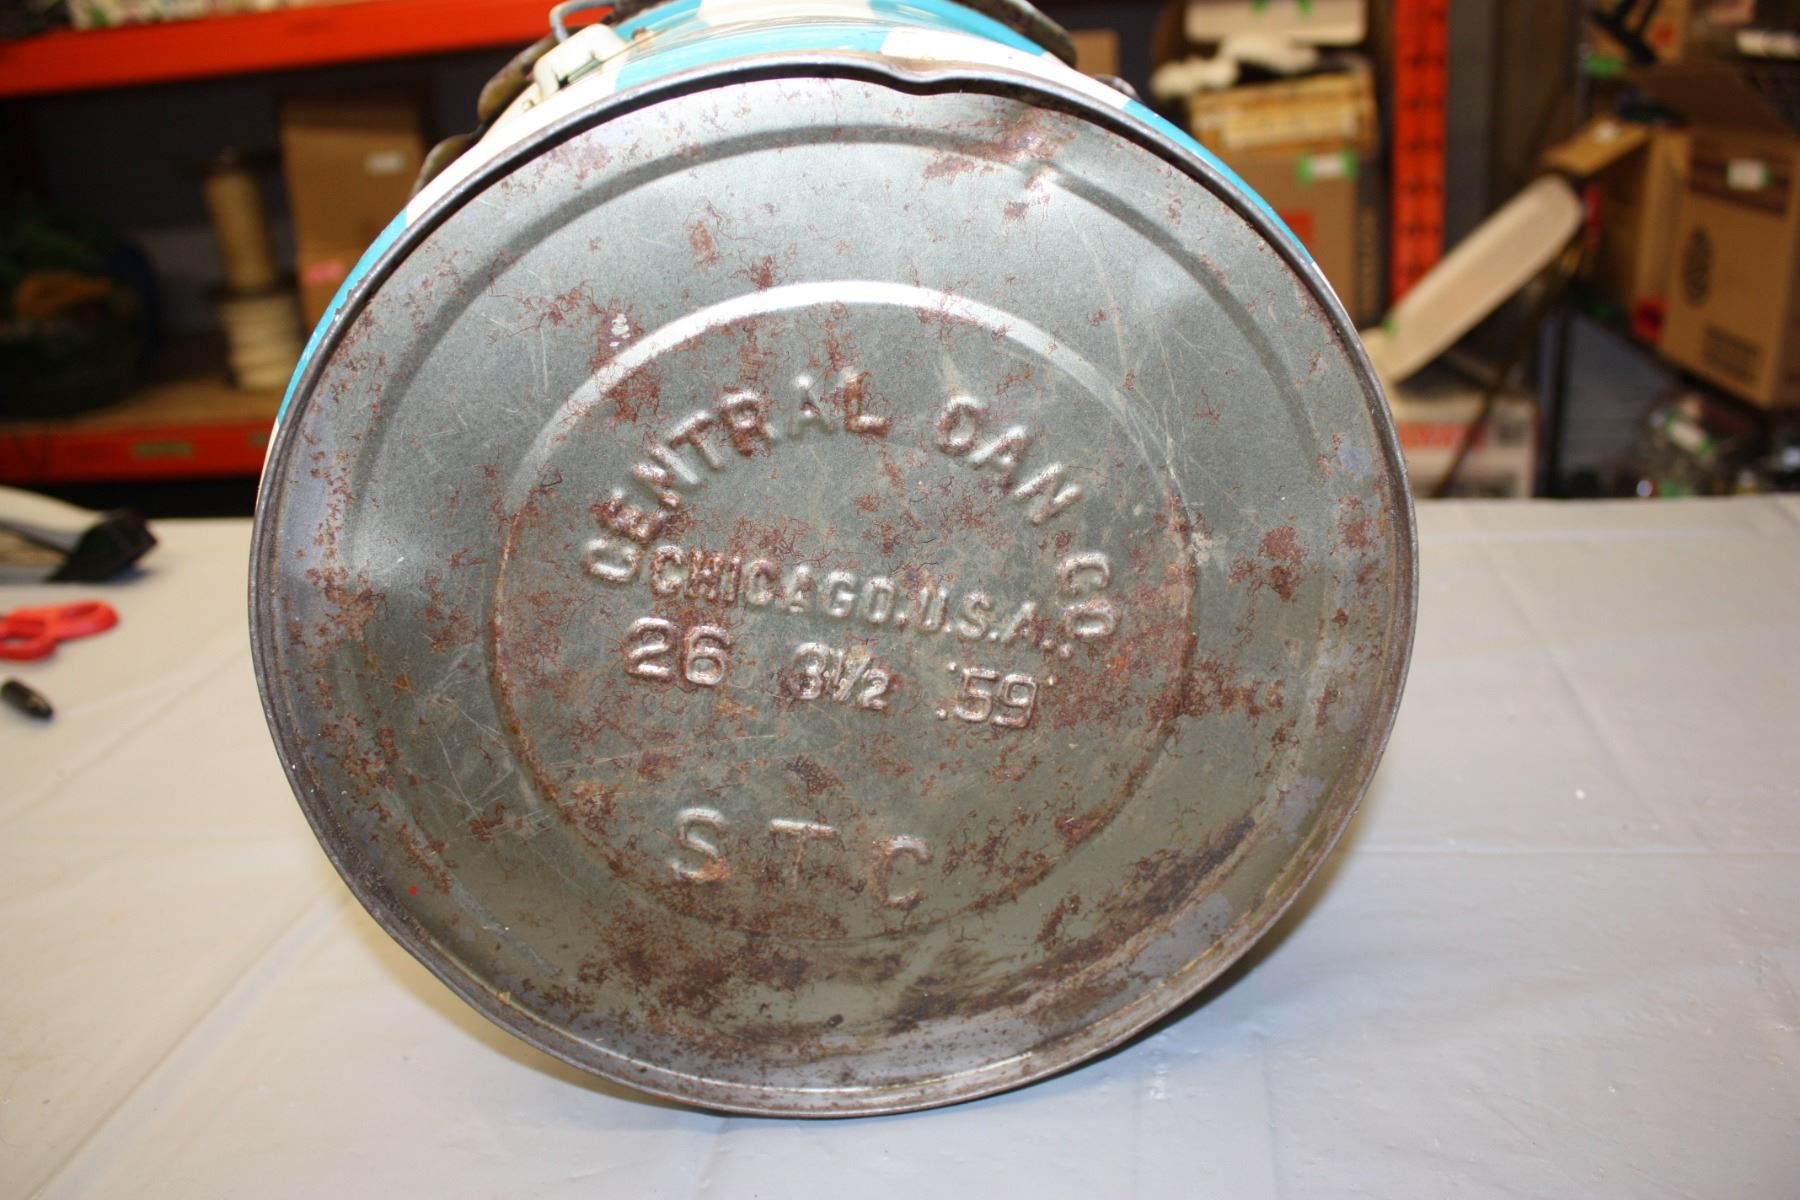 CENTRAL CAN CO
CHICAGO.U.S.A.
26 3½ 59
STC